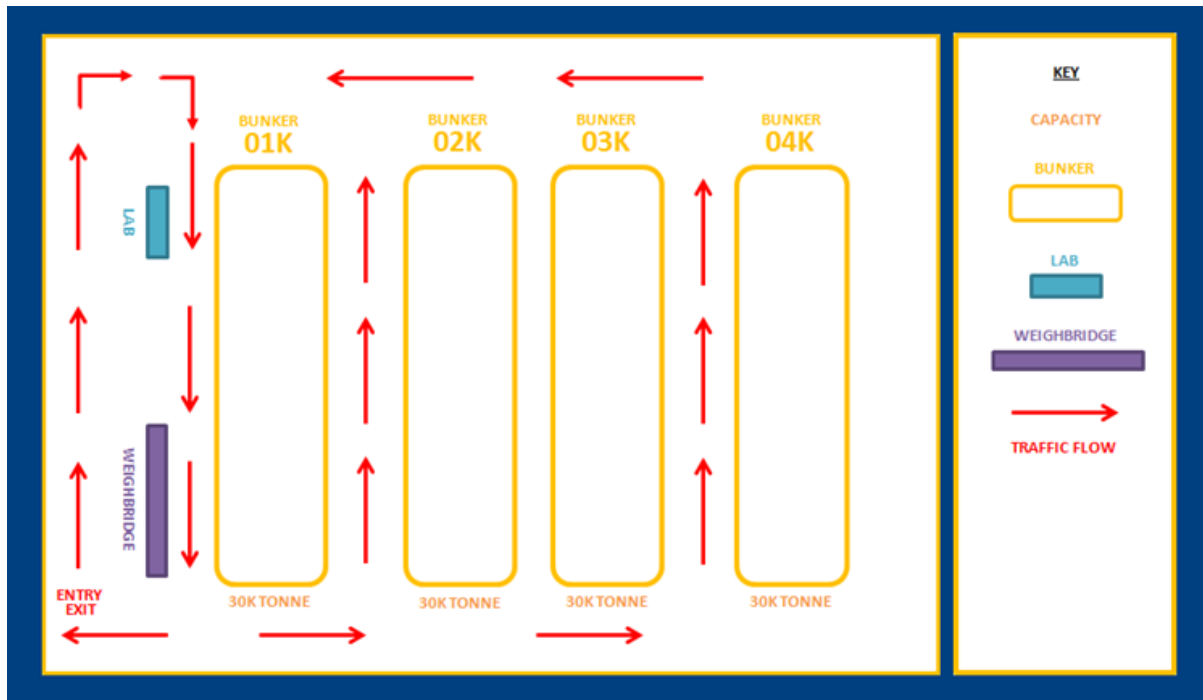 BUNKER
01K
BUNKER
02K
BUNKER
03K
BUNKER
04K
LAB
WEIGHBRIDGE
ENTRY
EXIT
30K TONNE
30K TONNE
30K TONNE
30K TONNE
KEY
CAPACITY
BUNKER
LAB
WEIGHBRIDGE
TRAFFIC FLOW